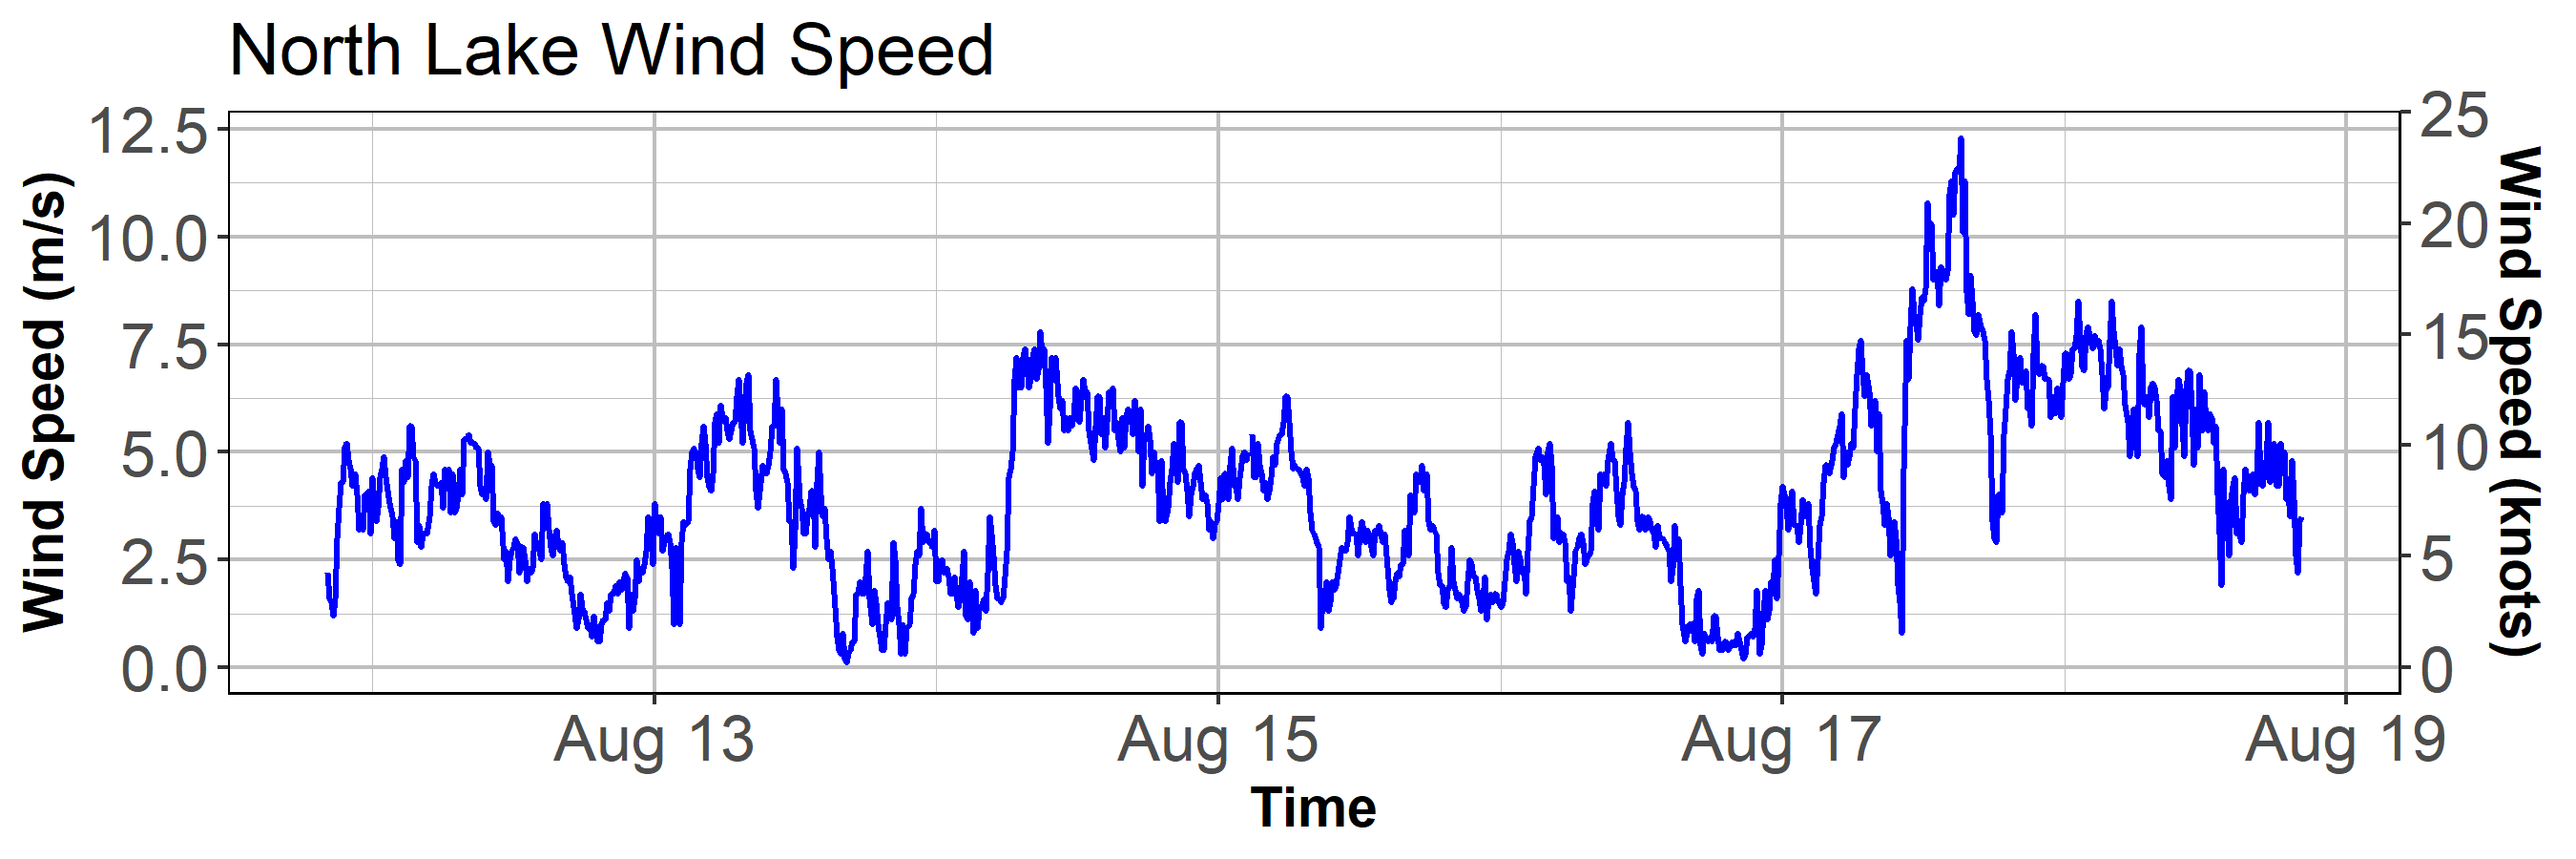 North Lake Wind Speed
Wind Speed (m/s)
12.5
10.0
7.5
5.0
2.5
0.0
25
20
15
10
5
0
Wind Speed (knots)
Aug 13 Aug 15 Aug 17 Aug 19
Time